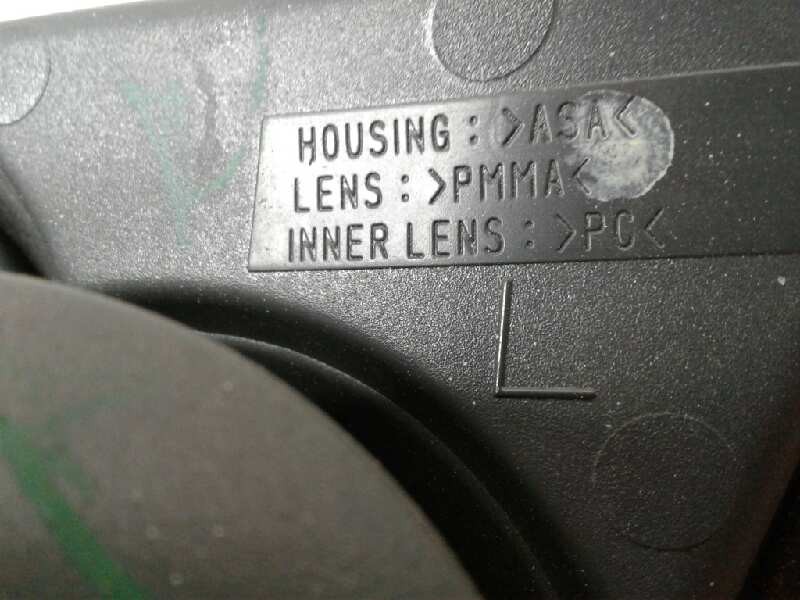 HOUSING : >ASA<
LENS : >PMMA<
INNER LENS : >PC<
L